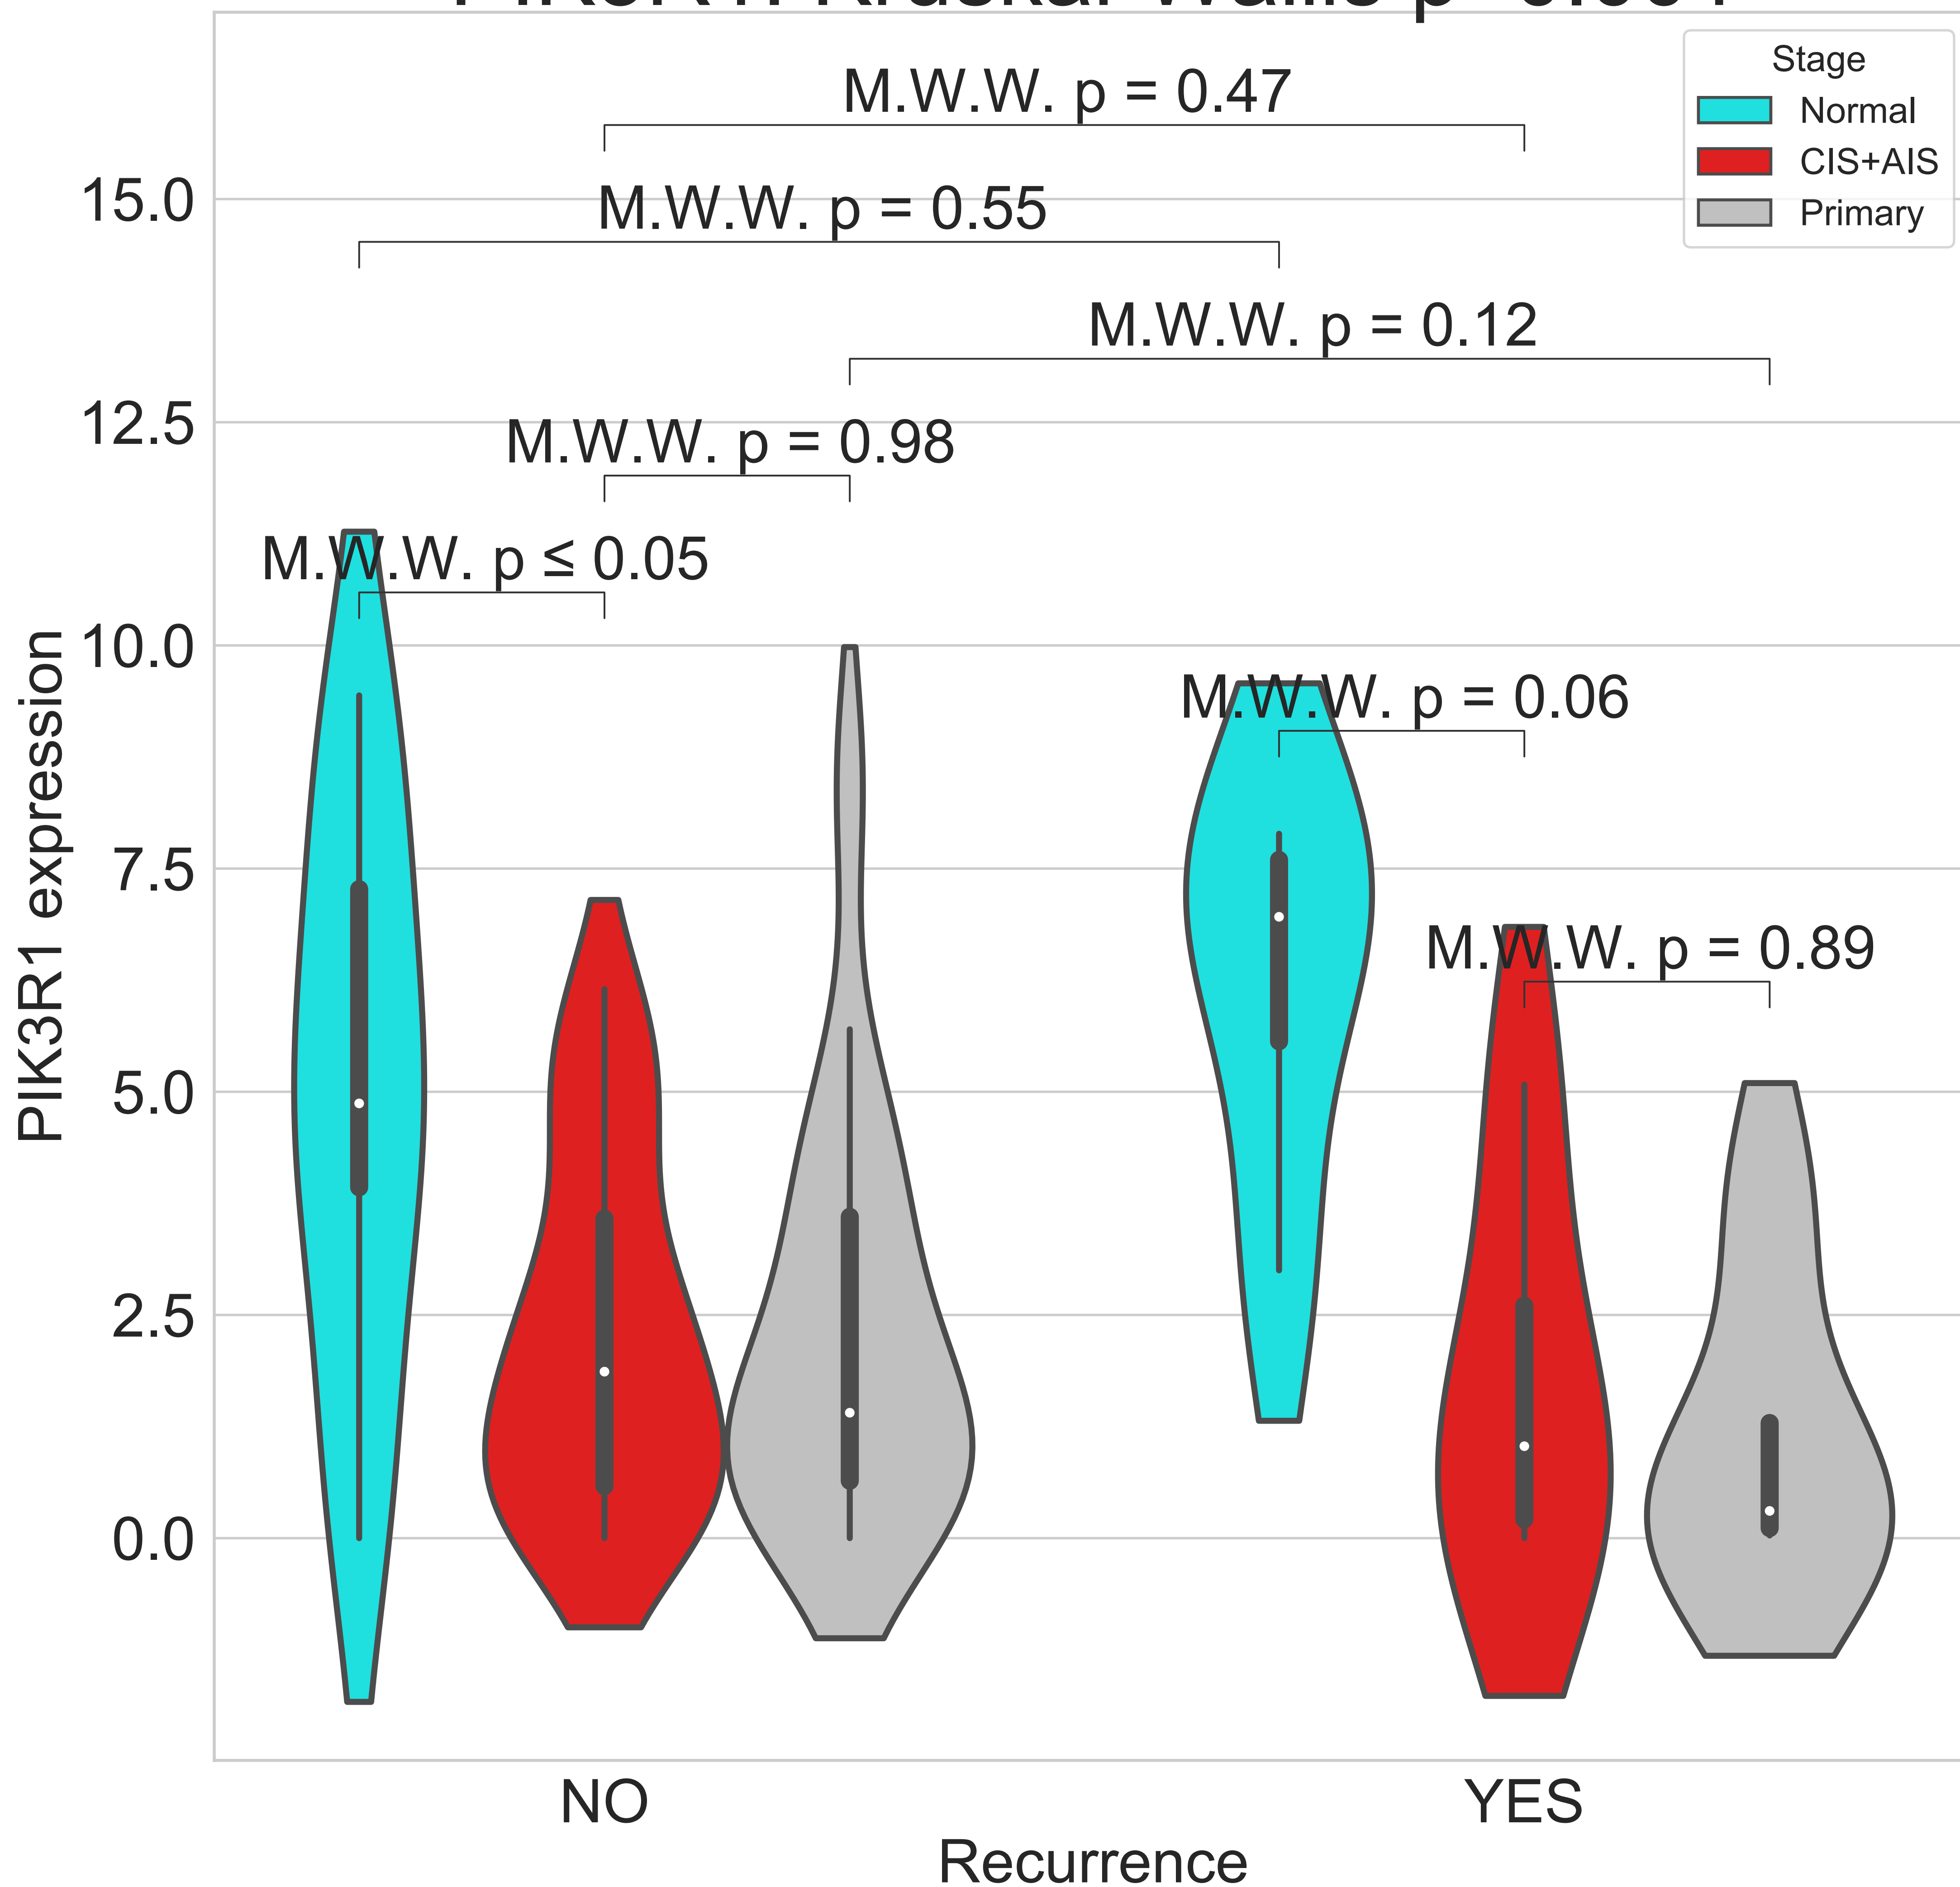 Stage
Normal
CIS+AIS
Primary
M.W.W. p = 0.47
15.0
M.W.W. p = 0.55
M.W.W. p = 0.12
12.5
M.W.W. p = 0.98
M.W.W. p ≤ 0.05
10.0
M.W.W. p = 0.06
7.5
M.W.W. p = 0.89
5.0
2.5
0.0
PIK3R1 expression
NO
YES
Recurrence